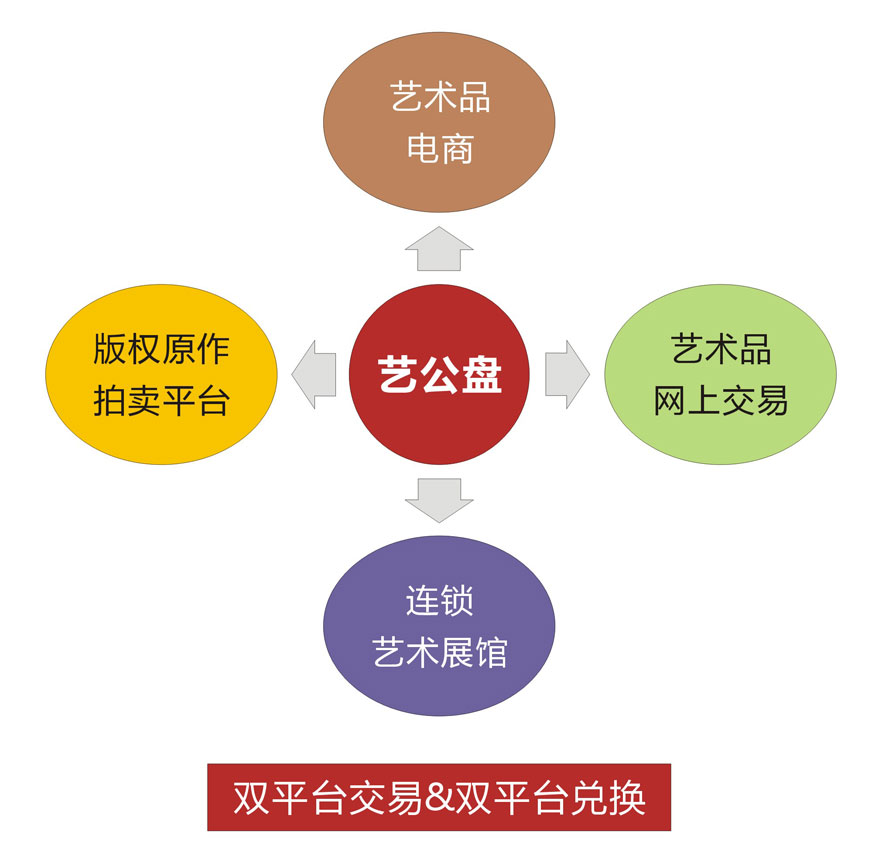 艺术品
电商
版权原作
拍卖平台
艺公盘
艺术品
网上交易
连锁
艺术展馆
双平台交易&双平台兑换